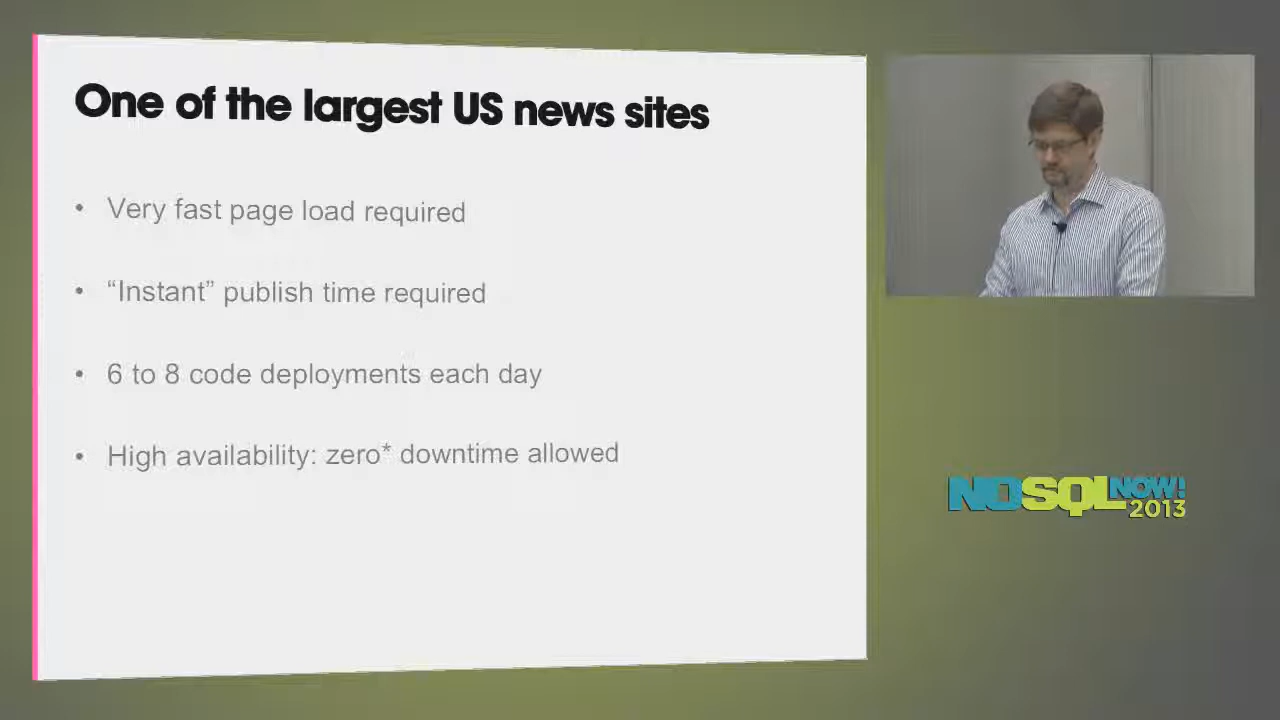 One of the largest US news sites
• Very fast page load required
• “Instant” publish time required
• 6 to 8 code deployments each day
• High availability: zero* downtime allowed
NOSQL NOW!
2013